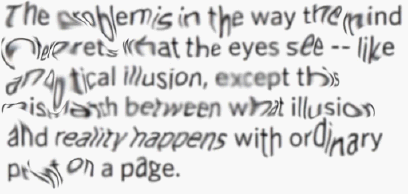 The problem is in the way the mind
interprets what the eyes see -- like
an optical illusion, except this
mismatch between what illusion
and reality happens with ordinary
print on a page.